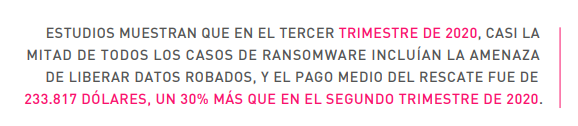 ESTUDIOS MUESTRAN QUE EN EL TERCER TRIMESTRE DE 2020, CASI LA
MITAD DE TODOS LOS CASOS DE RANSOMWARE INCLUÍAN LA AMENAZA
DE LIBERAR DATOS ROBADOS, Y EL PAGO MEDIO DEL RESCATE FUE DE
233.817 DÓLARES, UN 30% MÁS QUE EN EL SEGUNDO TRIMESTRE DE 2020.